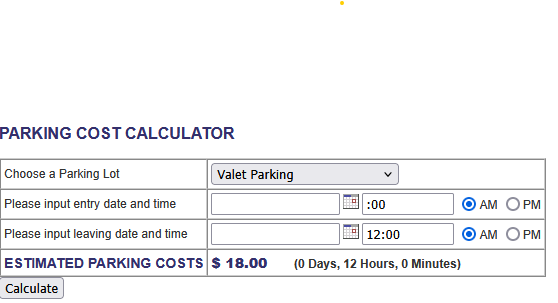 PARKING COST CALCULATOR
Choose a Parking Lot Valet Parking
Please input entry date and time :00 AM PM
Please input leaving date and time 12:00 AM PM
ESTIMATED PARKING COSTS $ 18.00 (0 Days, 12 Hours, 0 Minutes)
Calculate